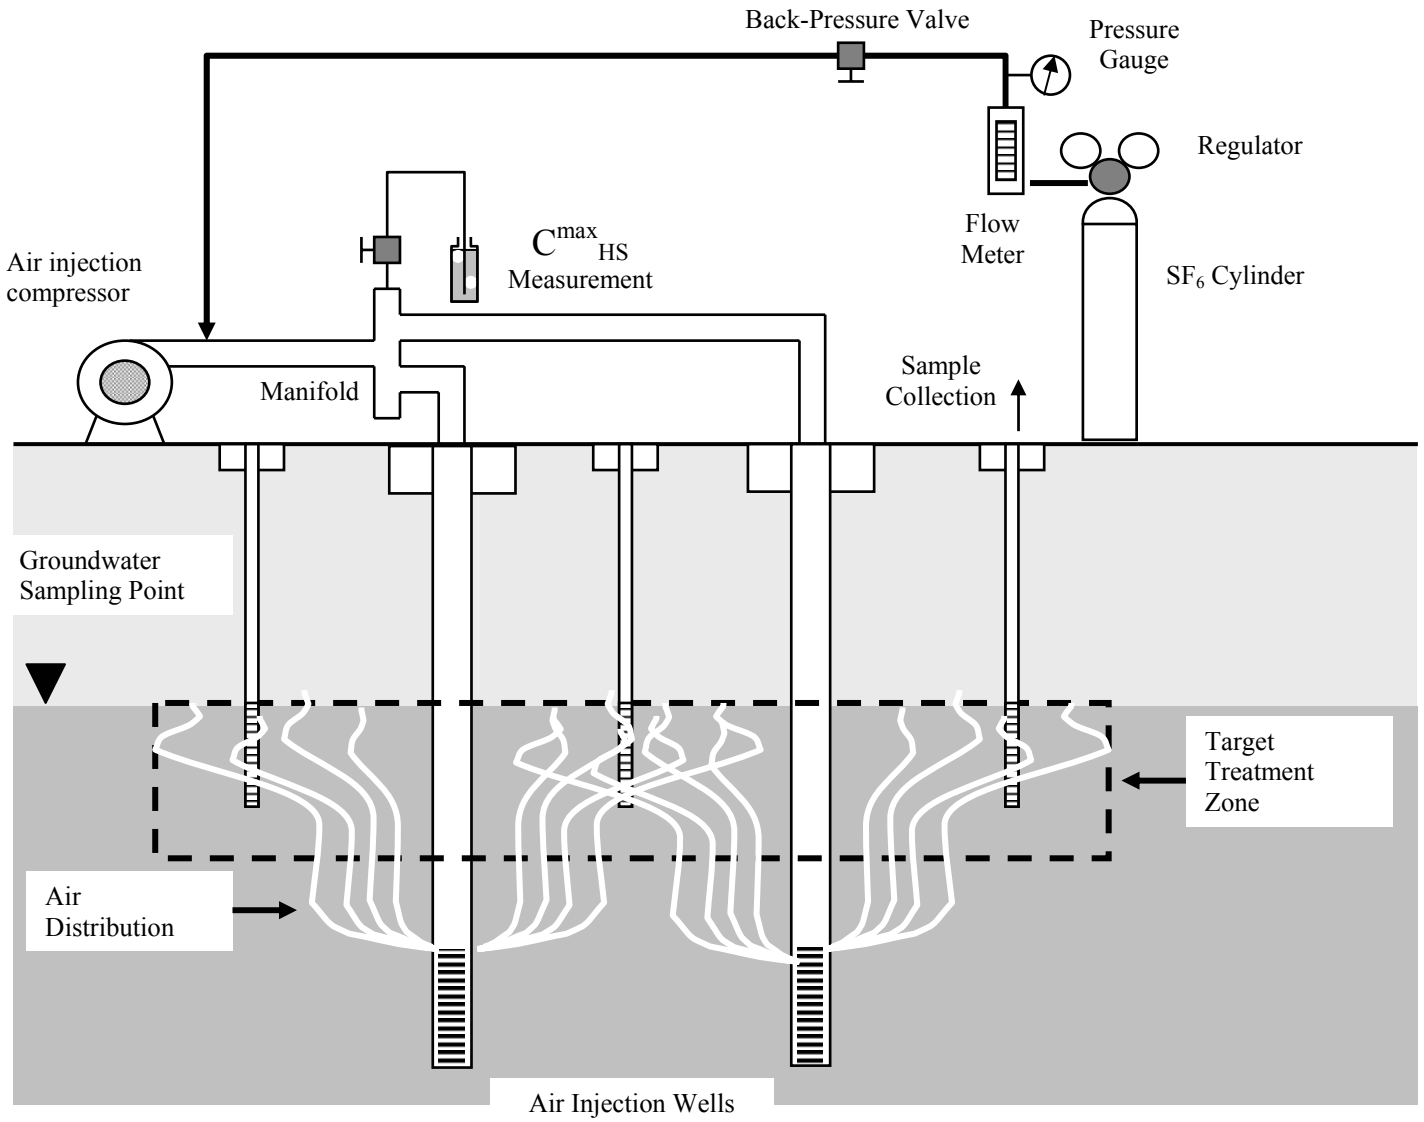 Back-Pressure Valve
Pressure
Gauge
Regulator
Flow
Meter
SF₆ Cylinder
C^max_HS
Measurement
Air injection
compressor
Manifold
Sample
Collection
Groundwater
Sampling Point
Target
Treatment
Zone
Air
Distribution
Air Injection Wells